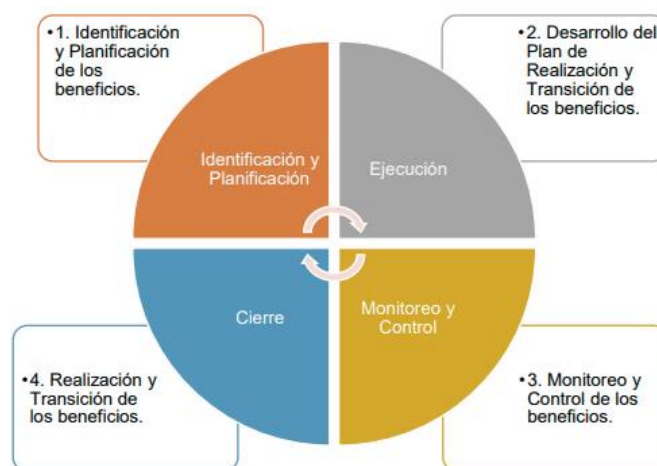 •1. Identificación
y Planificación
de los
beneficios.
•2. Desarrollo del
Plan de
Realización y
Transición de
los beneficios.
Identificación y
Planificación
Ejecución
Cierre
Monitoreo y
Control
•4. Realización y
Transición de
los beneficios.
•3. Monitoreo y
Control de los
beneficios.